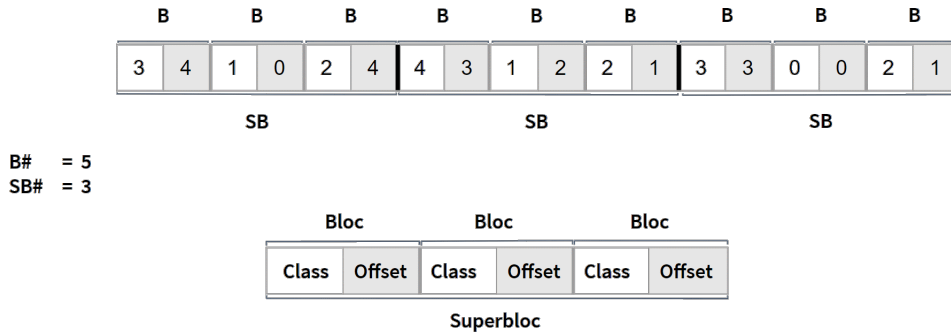 B B B B B B B B B
3 4 1 0 2 4 4 3 1 2 2 1 3 3 0 0 2 1
SB SB SB
B# = 5
SB# = 3
Bloc Bloc Bloc
Class Offset Class Offset Class Offset
Superbloc